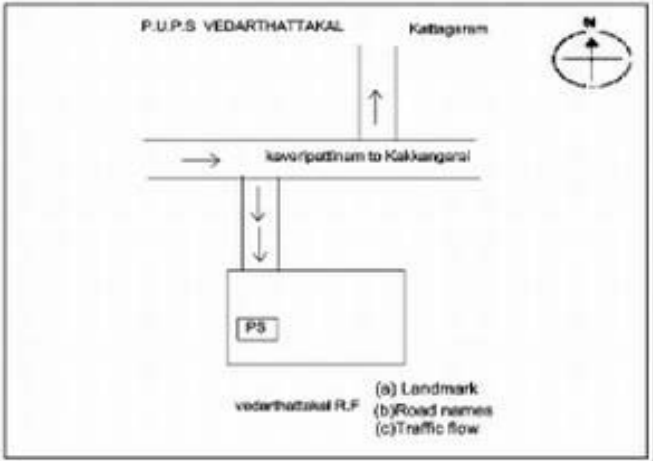 P.U.P.S VEDARTHATTAKAL
Kattagaram
N
kaveripattinam to Kakkangarai
PS
vedarthattakal R.F
(a) Landmark
(b)Road names
(c)Traffic flow